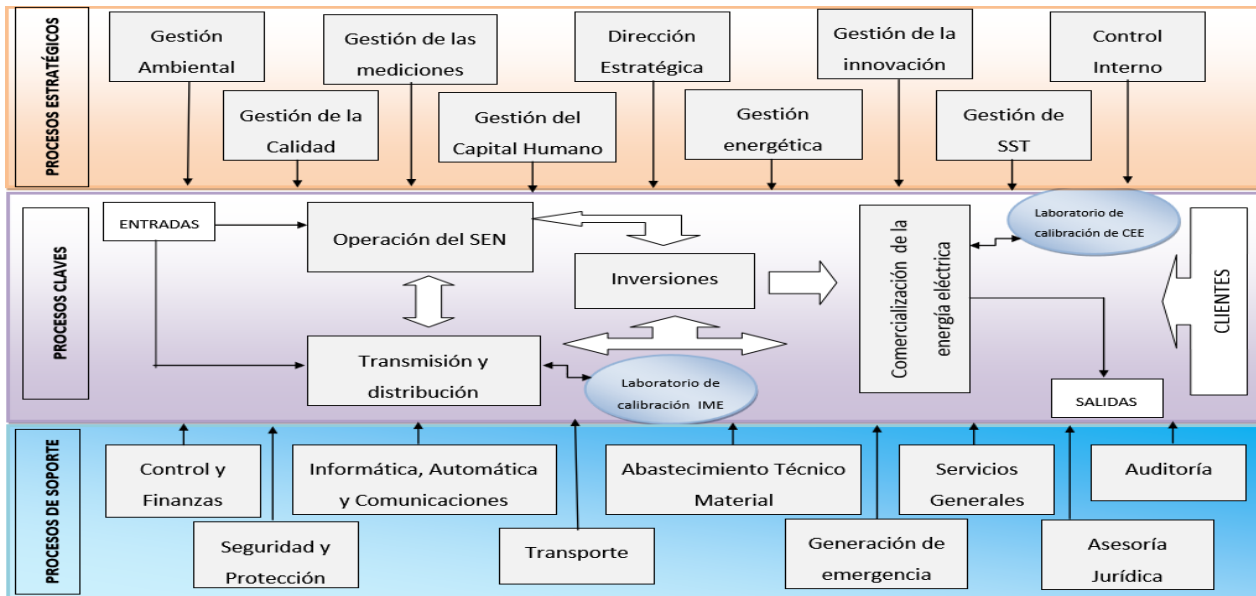 PROCESOS ESTRATÉGICOS
Gestión
Ambiental
Gestión de las
mediciones
Dirección
Estratégica
Gestión de la
innovación
Control
Interno
Gestión de la
Calidad
Gestión del
Capital Humano
Gestión
energética
Gestión de
SST
PROCESOS CLAVES
ENTRADAS
Operación del SEN
Inversiones
Transmisión y
distribución
Laboratorio de
calibración IME
Comercialización de la
energía eléctrica
Laboratorio de
calibración de CEE
CLIENTES
SALIDAS
PROCESOS DE SOPORTE
Control y
Finanzas
Informática, Automática
y Comunicaciones
Abastecimiento Técnico
Material
Servicios
Generales
Auditoría
Seguridad y
Protección
Transporte
Generación de
emergencia
Asesoría
Jurídica